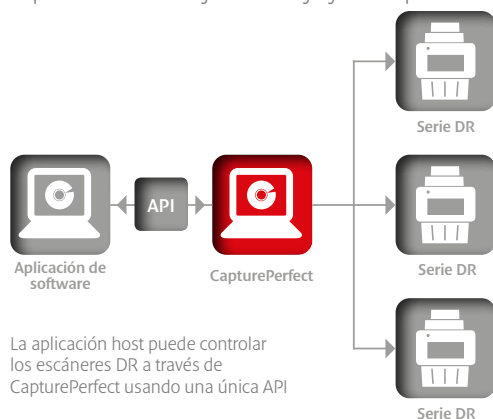 Serie DR
API
Aplicación de
software
CapturePerfect
Serie DR
La aplicación host puede controlar
los escáneres DR a través de
CapturePerfect usando una única API
Serie DR